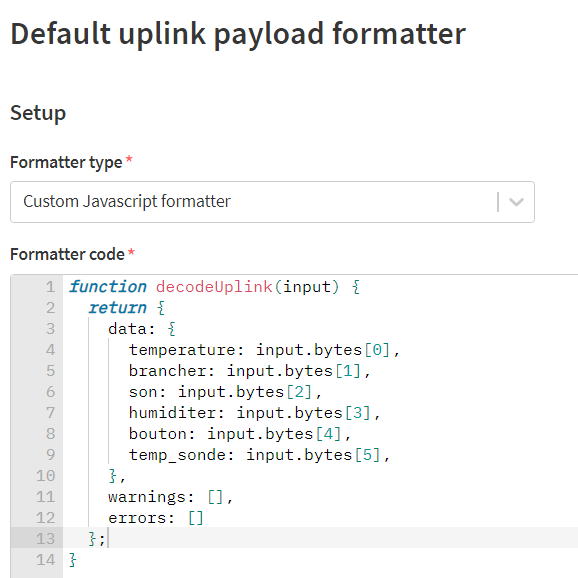 Default uplink payload formatter
Setup
Formatter type*
Custom Javascript formatter
Formatter code*
1 function decodeUplink(input) {
2   return {
3     data: {
4       temperature: input.bytes[0],
5       brancher: input.bytes[1],
6       son: input.bytes[2],
7       humiditer: input.bytes[3],
8       bouton: input.bytes[4],
9       temp_sonde: input.bytes[5],
10     },
11     warnings: [],
12     errors: []
13   };
14 }